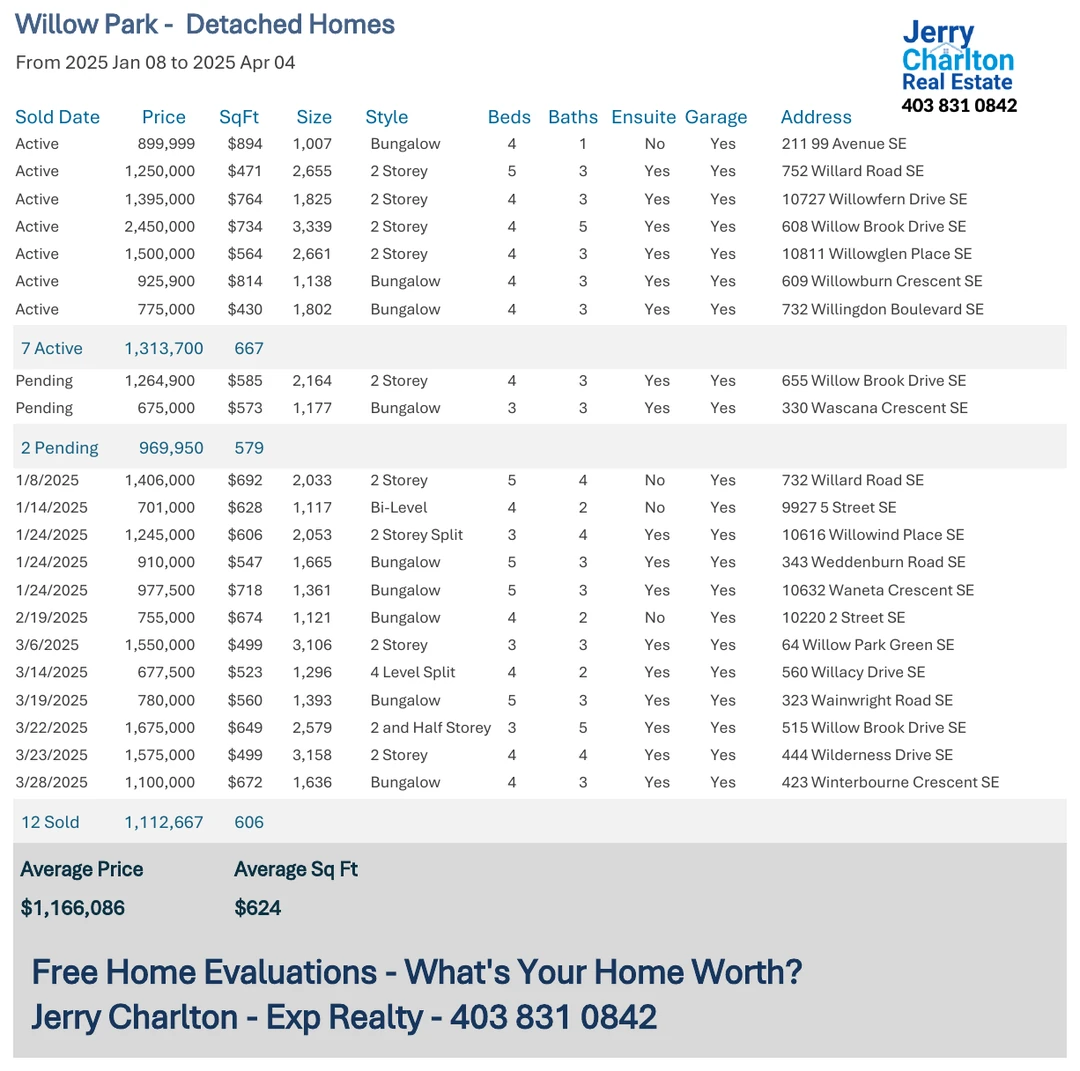 Willow Park - Detached Homes
From 2025 Jan 08 to 2025 Apr 04
Jerry
Charlton
Real Estate
403 831 0842
Sold Date Price SqFt Size Style Beds Baths Ensuite Garage Address
Active 899,999 $894 1,007 Bungalow 4 1 No Yes 211 99 Avenue SE
Active 1,250,000 $471 2,655 2 Storey 5 3 Yes Yes 752 Willard Road SE
Active 1,395,000 $764 1,825 2 Storey 4 3 Yes Yes 10727 Willowfern Drive SE
Active 2,450,000 $734 3,339 2 Storey 4 5 Yes Yes 608 Willow Brook Drive SE
Active 1,500,000 $564 2,661 2 Storey 4 3 Yes Yes 10811 Willowglen Place SE
Active 925,900 $814 1,138 Bungalow 4 3 Yes Yes 609 Willowburn Crescent SE
Active 775,000 $430 1,802 Bungalow 4 3 Yes Yes 732 Willingdon Boulevard SE
7 Active 1,313,700 667
Pending 1,264,900 $585 2,164 2 Storey 4 3 Yes Yes 655 Willow Brook Drive SE
Pending 675,000 $573 1,177 Bungalow 3 3 Yes Yes 330 Wascana Crescent SE
2 Pending 969,950 579
1/8/2025 1,406,000 $692 2,033 2 Storey 5 4 No Yes 732 Willard Road SE
1/14/2025 701,000 $628 1,117 Bi-Level 4 2 No Yes 9927 5 Street SE
1/24/2025 1,245,000 $606 2,053 2 Storey Split 3 4 Yes Yes 10616 Willowind Place SE
1/24/2025 910,000 $547 1,665 Bungalow 5 3 Yes Yes 343 Weddenburn Road SE
1/24/2025 977,500 $718 1,361 Bungalow 5 3 Yes Yes 10632 Waneta Crescent SE
2/19/2025 755,000 $674 1,121 Bungalow 4 2 No Yes 10220 2 Street SE
3/6/2025 1,550,000 $499 3,106 2 Storey 3 3 Yes Yes 64 Willow Park Green SE
3/14/2025 677,500 $523 1,296 4 Level Split 4 2 Yes Yes 560 Willacy Drive SE
3/19/2025 780,000 $560 1,393 Bungalow 5 3 Yes Yes 323 Wainwright Road SE
3/22/2025 1,675,000 $649 2,579 2 and Half Storey 3 5 Yes Yes 515 Willow Brook Drive SE
3/23/2025 1,575,000 $499 3,158 2 Storey 4 4 Yes Yes 444 Wilderness Drive SE
3/28/2025 1,100,000 $672 1,636 Bungalow 4 3 Yes Yes 423 Winterbourne Crescent SE
12 Sold 1,112,667 606
Average Price Average Sq Ft
$1,166,086 $624
Free Home Evaluations - What's Your Home Worth?
Jerry Charlton - Exp Realty - 403 831 0842